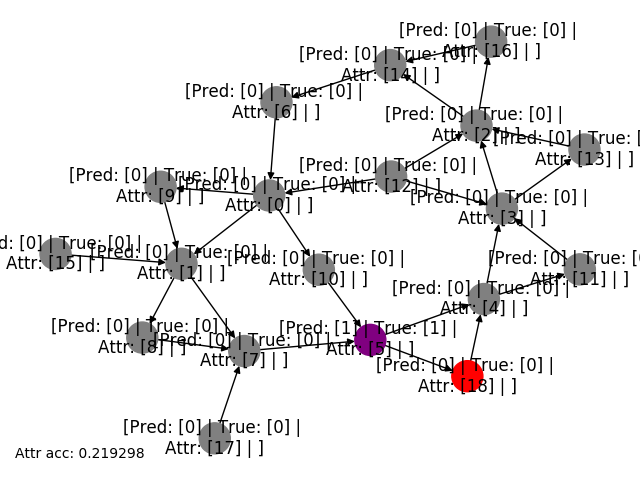 [Pred: [0] | True: [0] |
Attr: [16] | ]
[Pred: [0] | True: [0] |
Attr: [14] | ]
[Pred: [0] | True: [0] |
Attr: [6] | ]
[Pred: [0] | True: [0] |
Attr: [2] | ]
[Pred: [0] | True: [
Attr: [13] | ]
[Pred: [0] | True: [0] |
Attr: [12] | ]
[Pred: [0] | True: [0] |
Attr: [9] | ]
[Pred: [0] | True: [0] |
Attr: [0] | ]
[Pred: [0] | True: [0] |
Attr: [3] | ]
d: [0] | True: [0] |
Attr: [15] | ]
[Pred: [0] | True: [0] |
Attr: [1] | ]
[Pred: [0] | True: [0] |
Attr: [10] | ]
[Pred: [0] | True: [0
Attr: [11] | ]
[Pred: [0] | True: [0] |
Attr: [4] | ]
[Pred: [0] | True: [0] |
Attr: [8] | ]
[Pred: [0] | True: [0] |
Attr: [7] | ]
[Pred: [1] | True: [1] |
Attr: [5] | ]
[Pred: [0] | True: [0] |
Attr: [18] | ]
[Pred: [0] | True: [0] |
Attr: [17] | ]
Attr acc: 0.219298